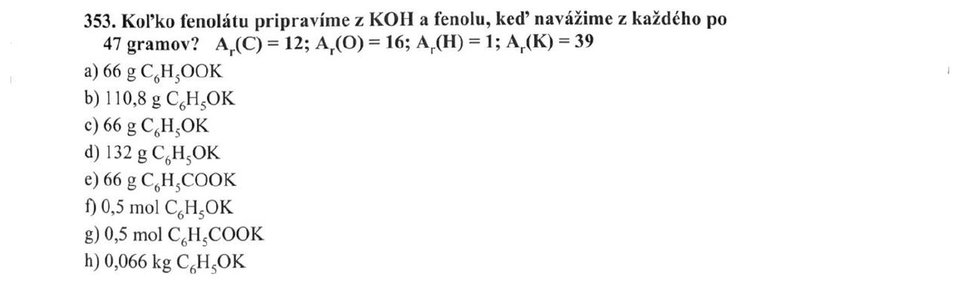 353. Koľko fenolátu pripravíme z KOH a fenolu, keď navážime z každého po
47 gramov? Aᵣ(C) = 12; Aᵣ(O) = 16; Aᵣ(H) = 1; Aᵣ(K) = 39
a) 66 g C₆H₅OOK
b) 110,8 g C₆H₅OK
c) 66 g C₆H₅OK
d) 132 g C₆H₅OK
e) 66 g C₆H₅COOK
f) 0,5 mol C₆H₅OK
g) 0,5 mol C₆H₅COOK
h) 0,066 kg C₆H₅OK